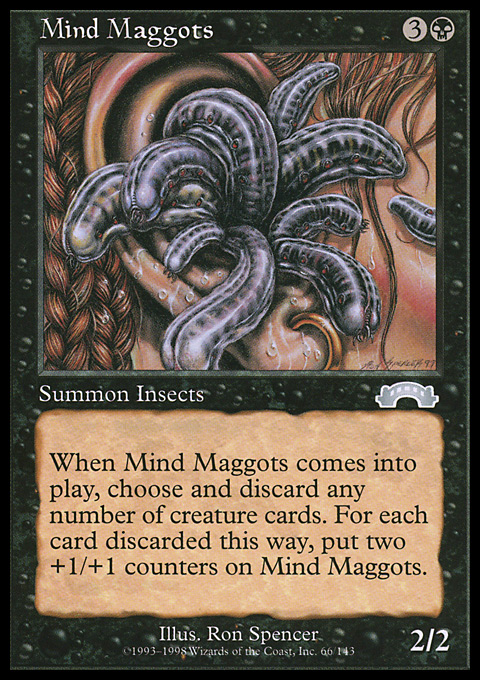 Mind Maggots 3
Summon Insects
When Mind Maggots comes into
play, choose and discard any
number of creature cards. For each
card discarded this way, put two
+1/+1 counters on Mind Maggots.
Illus. Ron Spencer
©1993-1998 Wizards of the Coast, Inc. 66/143
2/2